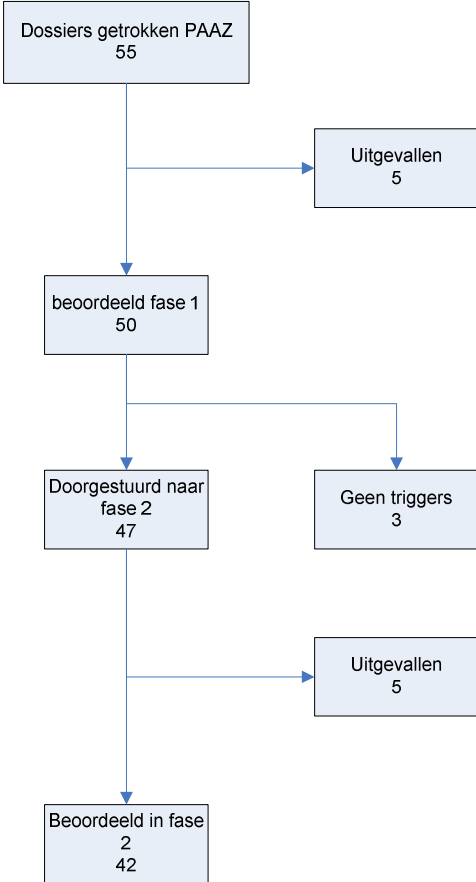 Dossiers getrokken PAAZ
55
Uitgevallen
5
beoordeeld fase 1
50
Doorgestuurd naar
fase 2
47
Geen triggers
3
Uitgevallen
5
Beoordeeld in fase
2
42